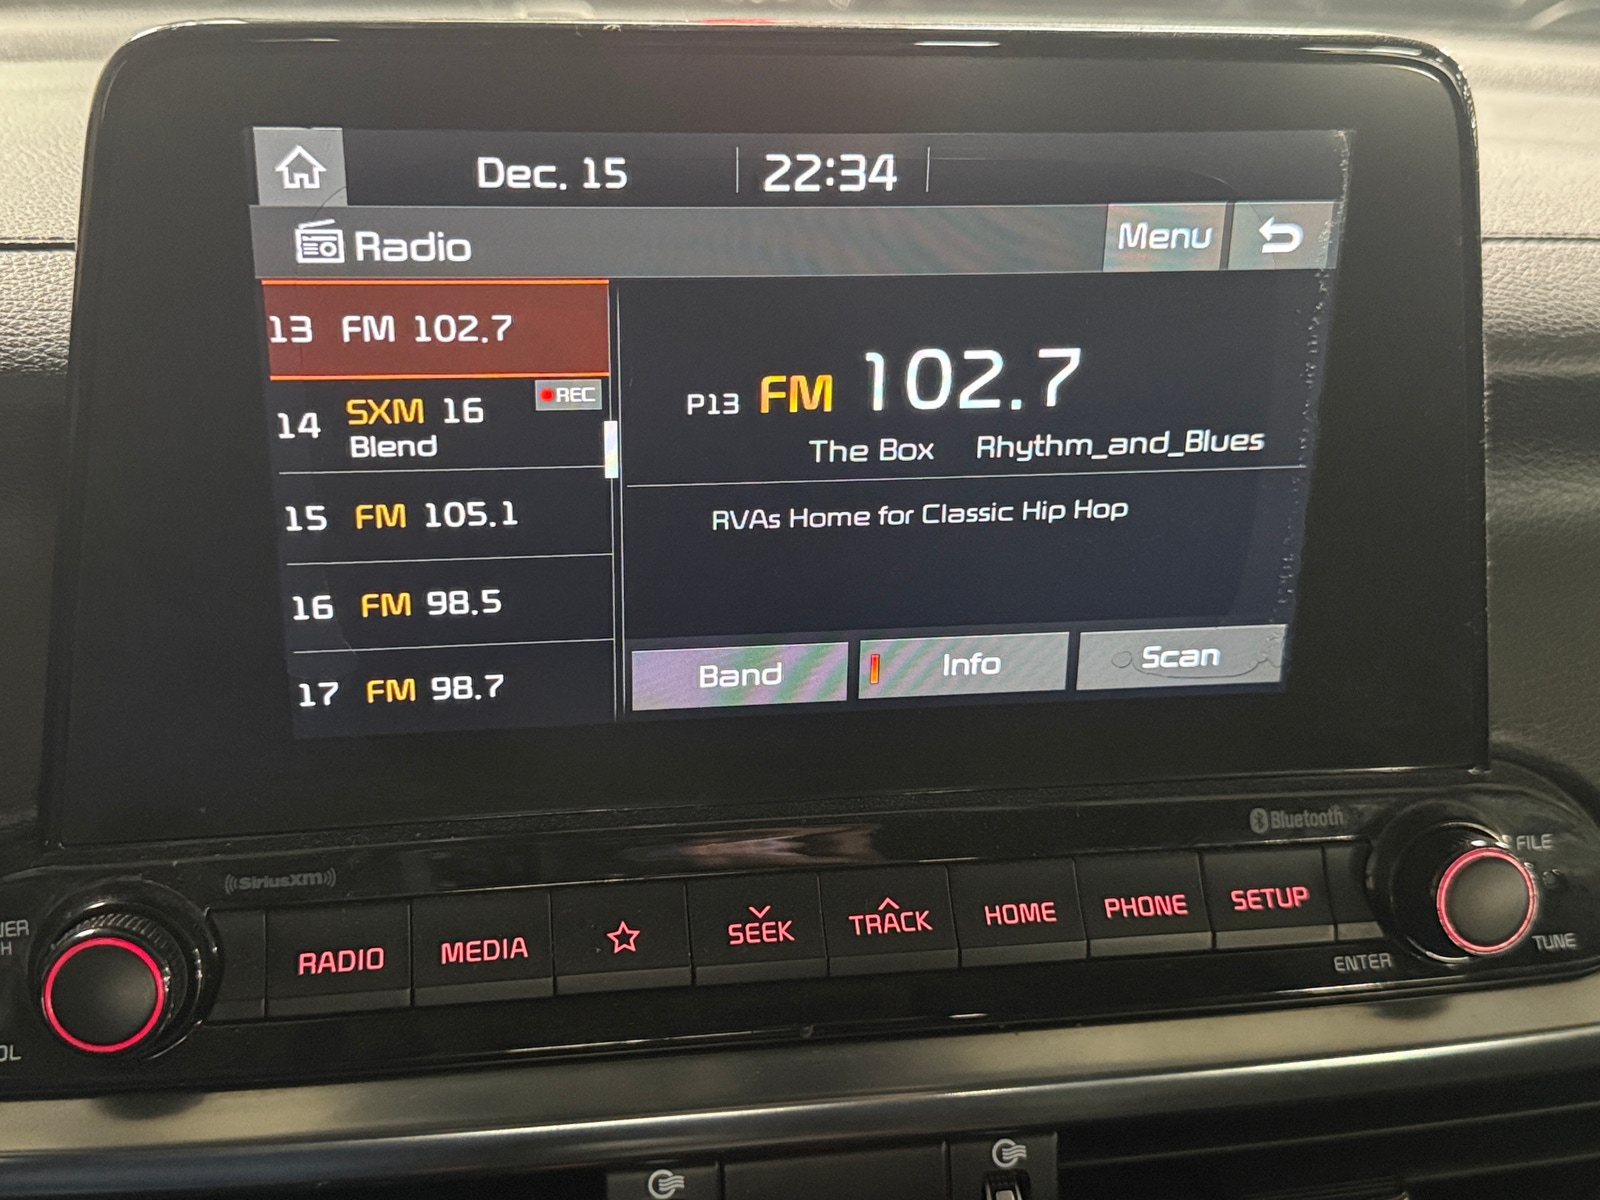 Dec. 15 22:34
Radio Menu
13 FM 102.7
14 SXM 16 REC
Blend
15 FM 105.1
16 FM 98.5
17 FM 98.7
P13 FM 102.7
The Box Rhythm_and_Blues
RVAs Home for Classic Hip Hop
Band Info Scan
Bluetooth
((SiriusXM))
RADIO MEDIA SEEK TRACK HOME PHONE SETUP
FILE
TUNE
ENTER